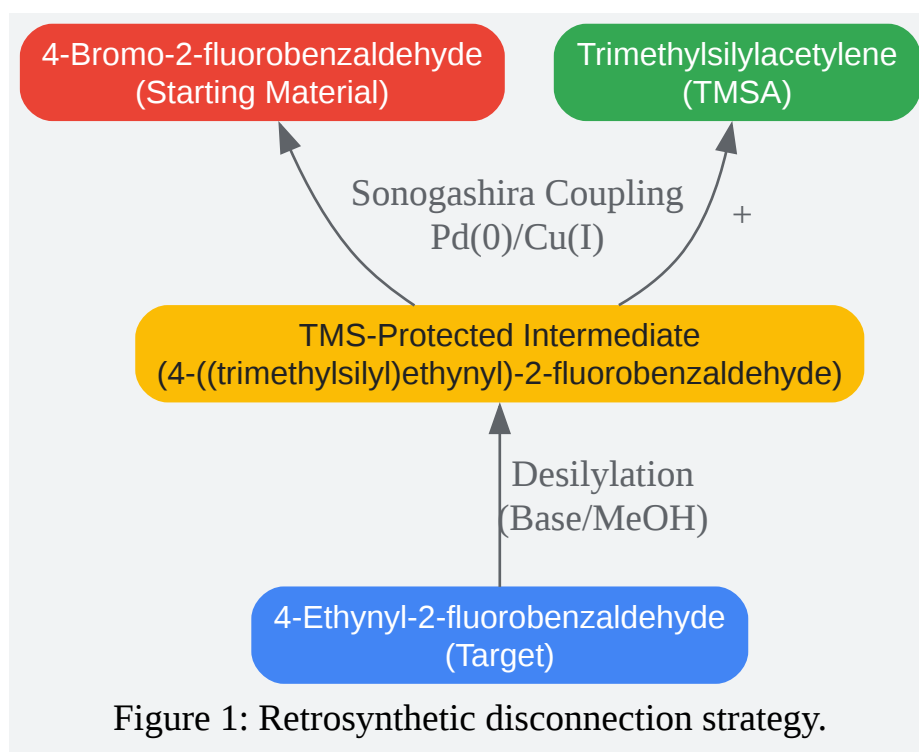 4-Bromo-2-fluorobenzaldehyde
(Starting Material)
Trimethylsilylacetylene
(TMSA)
Sonogashira Coupling
Pd(0)/Cu(I)
+
TMS-Protected Intermediate
(4-((trimethylsilyl)ethynyl)-2-fluorobenzaldehyde)
Desilylation
(Base/MeOH)
4-Ethynyl-2-fluorobenzaldehyde
(Target)
Figure 1: Retrosynthetic disconnection strategy.